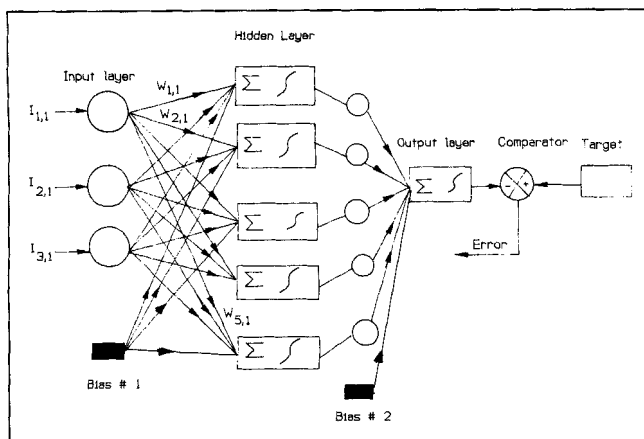 Hidden Layer
Input layer
W1,1
W2,1
I1,1
I2,1
I3,1
Σ ∫
Σ ∫
Σ ∫
Σ ∫
Σ ∫
W5,1
Output layer
Σ ∫
Comparator
- +
Target
Error
Bias # 1
Bias # 2